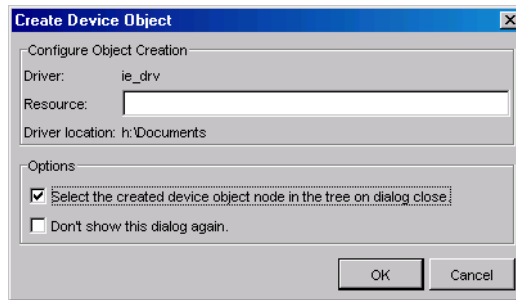 Create Device Object
Configure Object Creation
Driver: ie_drv
Resource:
Driver location: h:\Documents
Options
Select the created device object node in the tree on dialog close.
Don't show this dialog again.
OK Cancel